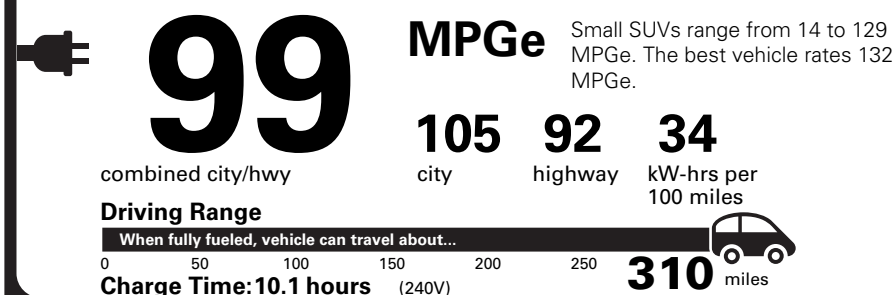 99 MPGe
Small SUVs range from 14 to 129
MPGe. The best vehicle rates 132
MPGe.
combined city/hwy
105 92 34
city highway kW-hrs per
100 miles
Driving Range
When fully fueled, vehicle can travel about...
0 50 100 150 200 250 310 miles
Charge Time: 10.1 hours (240V)